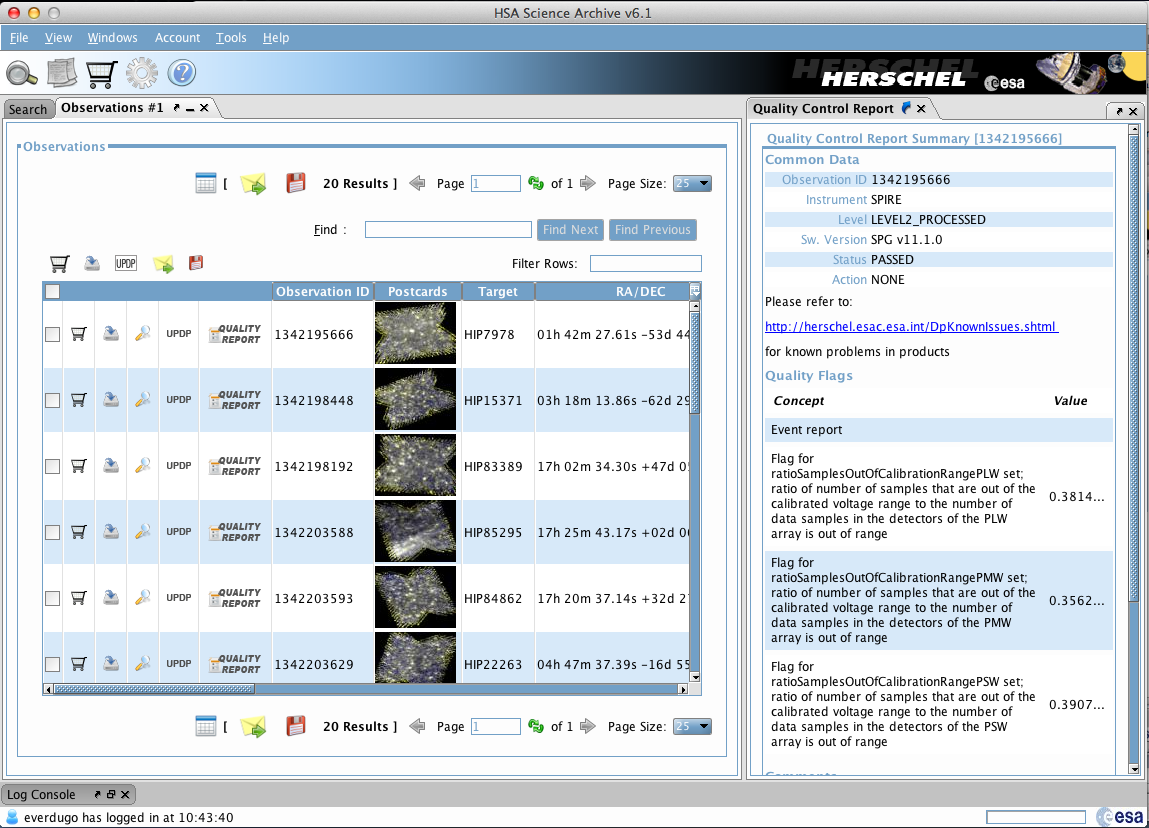 HSA Science Archive v6.1
File View Windows Account Tools Help
HERSCHEL
HERSCHEL esa
Search Observations #1
Observations
[ 20 Results ] Page 1 of 1 Page Size: 25
Find : Find Next Find Previous
UPDP Filter Rows:
Observation ID Postcards Target RA/DEC
UPDP QUALITY REPORT 1342195666 HIP7978 01h 42m 27.61s -53d 44
UPDP QUALITY REPORT 1342198448 HIP15371 03h 18m 13.86s -62d 29
UPDP QUALITY REPORT 1342198192 HIP83389 17h 02m 34.30s +47d 0
UPDP QUALITY REPORT 1342203588 HIP85295 17h 25m 43.17s +02d 0
UPDP QUALITY REPORT 1342203593 HIP84862 17h 20m 37.14s +32d 2
UPDP QUALITY REPORT 1342203629 HIP22263 04h 47m 37.39s -16d 55
[ 20 Results ] Page 1 of 1 Page Size: 25
Quality Control Report
Quality Control Report Summary [1342195666]
Common Data
Observation ID 1342195666
Instrument SPIRE
Level LEVEL2_PROCESSED
Sw. Version SPG v11.1.0
Status PASSED
Action NONE
Please refer to:
http://herschel.esac.esa.int/DpKnownIssues.shtml
for known problems in products
Quality Flags
Concept Value
Event report
Flag for
ratioSamplesOutOfCalibrationRangePLW set;
ratio of number of samples that are out of the
calibrated voltage range to the number of 0.3814...
data samples in the detectors of the PLW
array is out of range
Flag for
ratioSamplesOutOfCalibrationRangePMW set;
ratio of number of samples that are out of the
calibrated voltage range to the number of 0.3562...
data samples in the detectors of the PMW
array is out of range
Flag for
ratioSamplesOutOfCalibrationRangePSW set;
ratio of number of samples that are out of the
calibrated voltage range to the number of 0.3907...
data samples in the detectors of the PSW
array is out of range
Comments
Log Console
everdugo has logged in at 10:43:40
esa